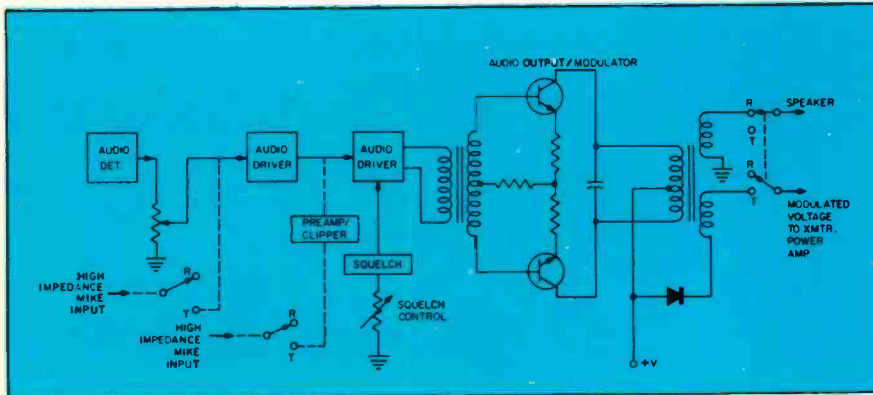 AUDIO OUTPUT/MODULATOR
AUDIO
DET.
AUDIO
DRIVER
AUDIO
DRIVER
PREAMP/
CLIPPER
SQUELCH
SQUELCH
CONTROL
HIGH
IMPEDANCE
MIKE
INPUT
R
T
HIGH
IMPEDANCE
MIKE
INPUT
R
T
R
T
SPEAKER
R
T
MODULATED
VOLTAGE
TO XMTR.
POWER
AMP
+V